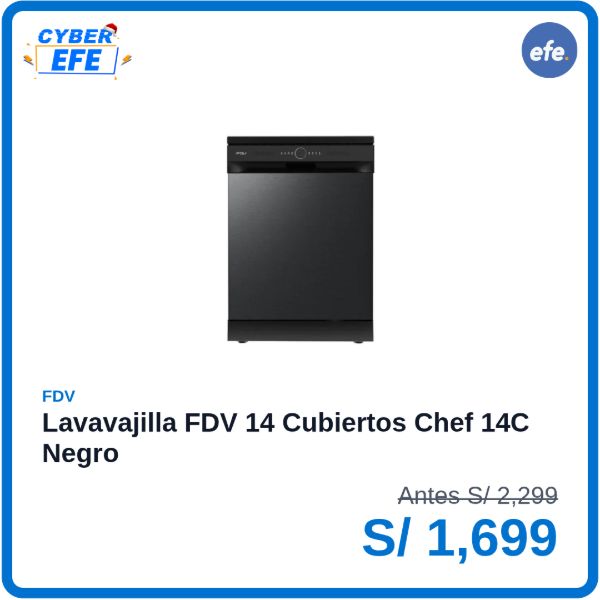 CYBER
EFE
efe.
FDV
Lavavajilla FDV 14 Cubiertos Chef 14C
Negro
Antes S/ 2,299
S/ 1,699